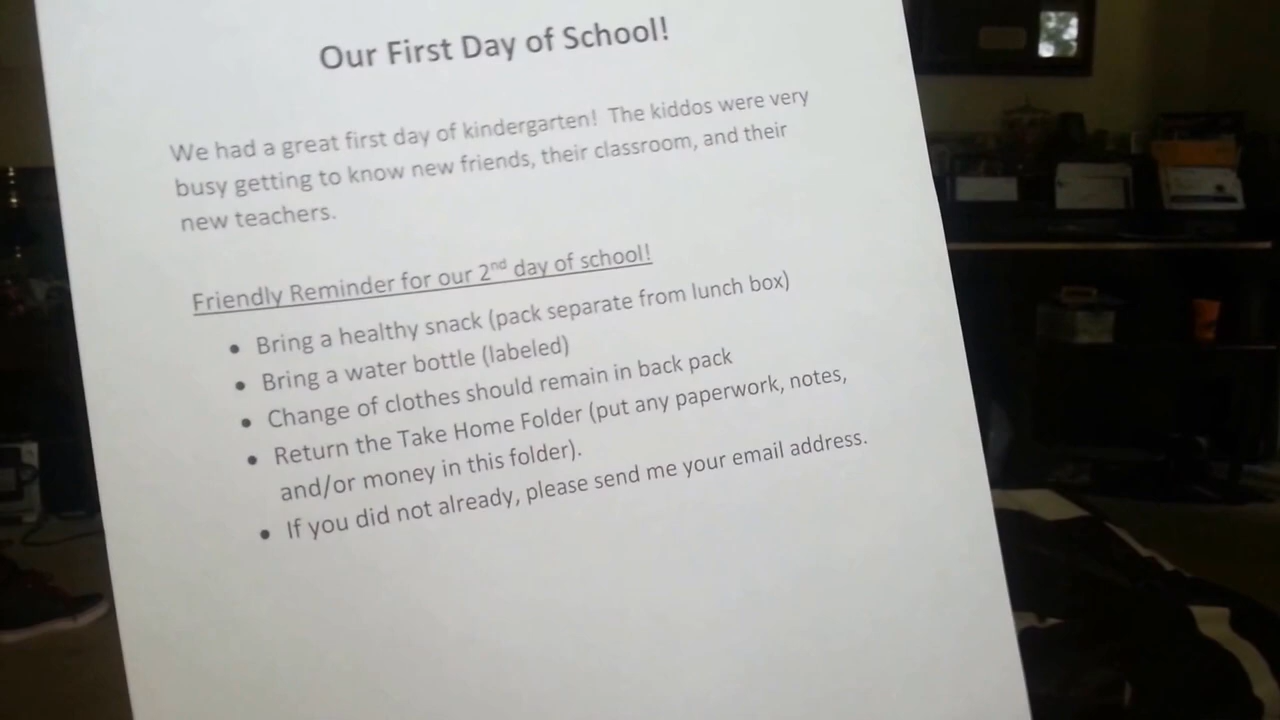 Our First Day of School!
We had a great first day of kindergarten! The kiddos were very
busy getting to know new friends, their classroom, and their
new teachers.
Friendly Reminder for our 2nd day of school!
• Bring a healthy snack (pack separate from lunch box)
• Bring a water bottle (labeled)
• Change of clothes should remain in back pack
• Return the Take Home Folder (put any paperwork, notes,
and/or money in this folder).
• If you did not already, please send me your email address.